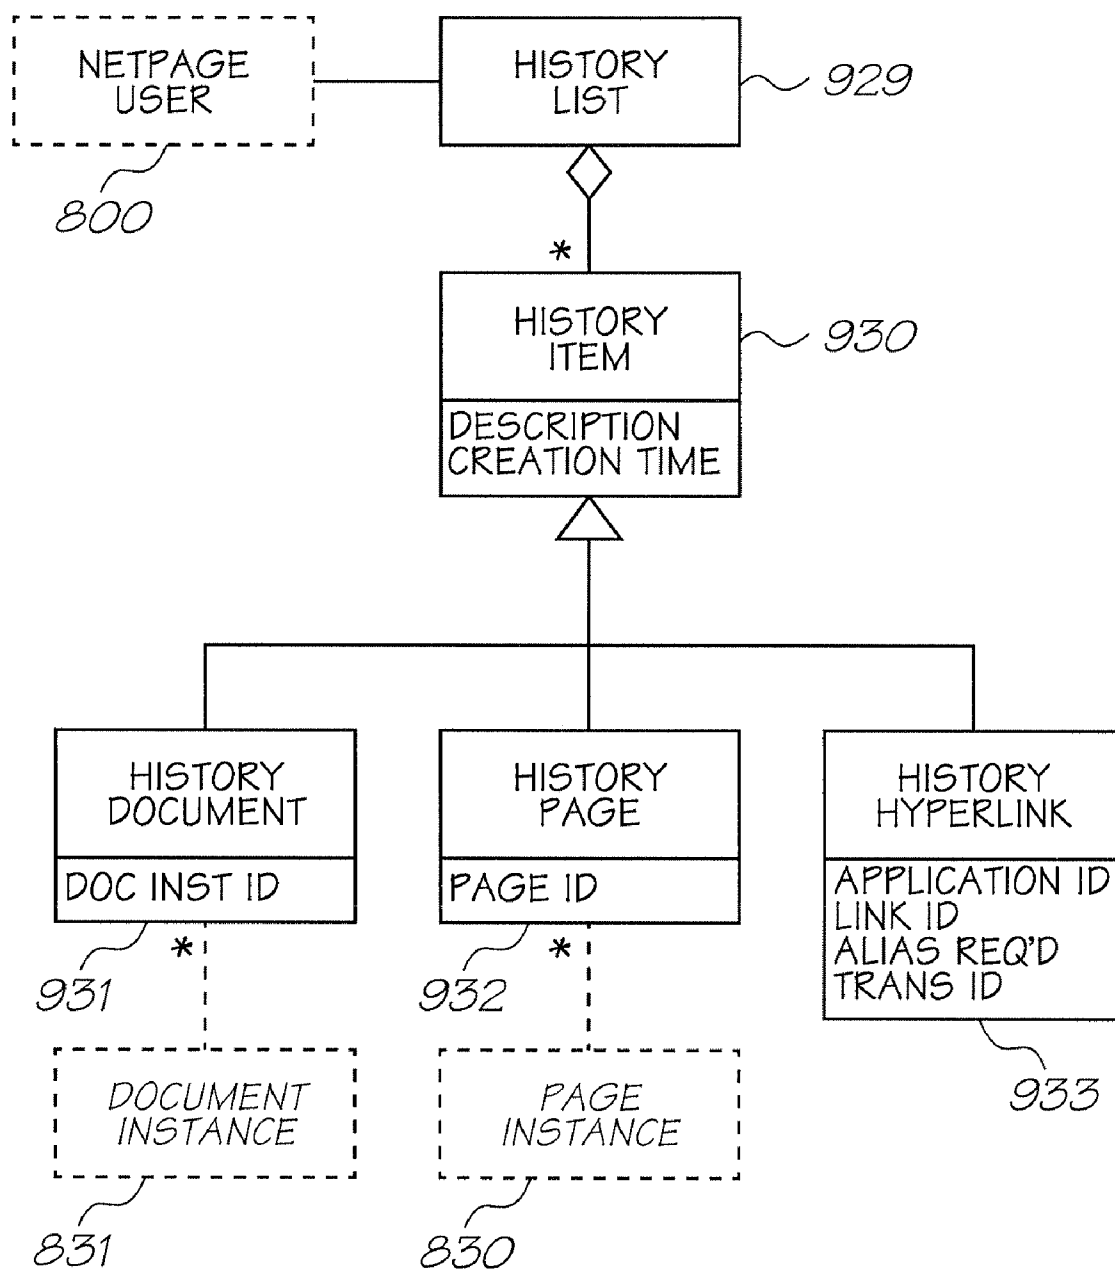 NETPAGE
USER
800
HISTORY
LIST
929
*
HISTORY
ITEM
930
DESCRIPTION
CREATION TIME
HISTORY
DOCUMENT
DOC INST ID
931
*
HISTORY
PAGE
PAGE ID
932
*
HISTORY
HYPERLINK
APPLICATION ID
LINK ID
ALIAS REQ'D
TRANS ID
933
DOCUMENT
INSTANCE
831
PAGE
INSTANCE
830